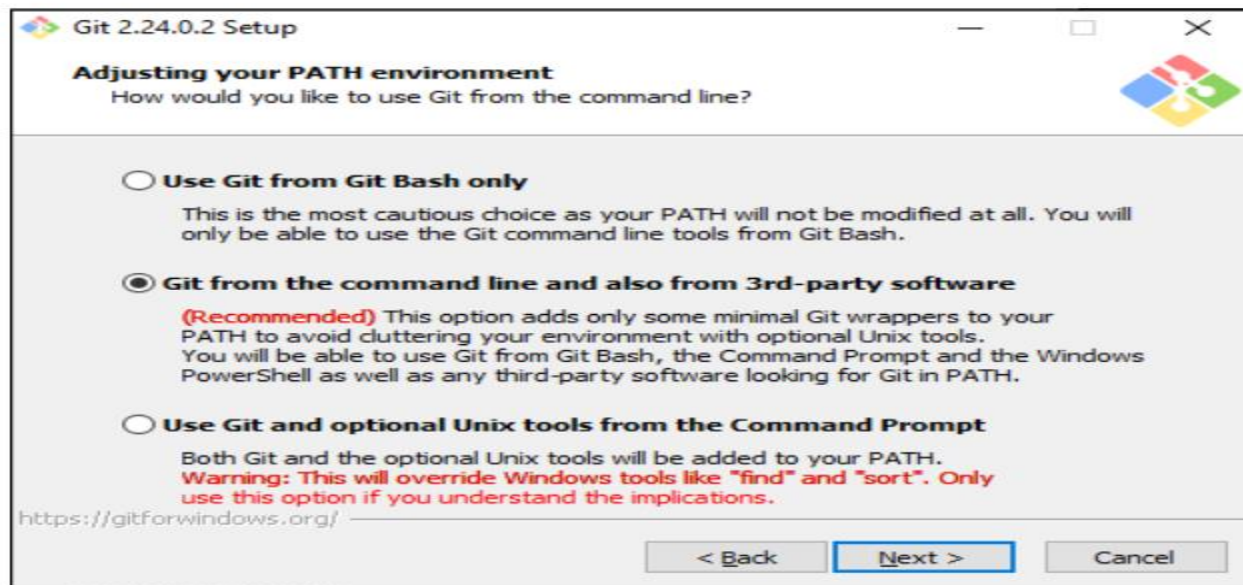 Git 2.24.0.2 Setup
Adjusting your PATH environment
How would you like to use Git from the command line?
Use Git from Git Bash only
This is the most cautious choice as your PATH will not be modified at all. You will
only be able to use the Git command line tools from Git Bash.
Git from the command line and also from 3rd-party software
(Recommended) This option adds only some minimal Git wrappers to your
PATH to avoid cluttering your environment with optional Unix tools.
You will be able to use Git from Git Bash, the Command Prompt and the Windows
PowerShell as well as any third-party software looking for Git in PATH.
Use Git and optional Unix tools from the Command Prompt
Both Git and the optional Unix tools will be added to your PATH.
Warning: This will override Windows tools like "find" and "sort". Only
use this option if you understand the implications.
https://gitforwindows.org/
< Back Next > Cancel